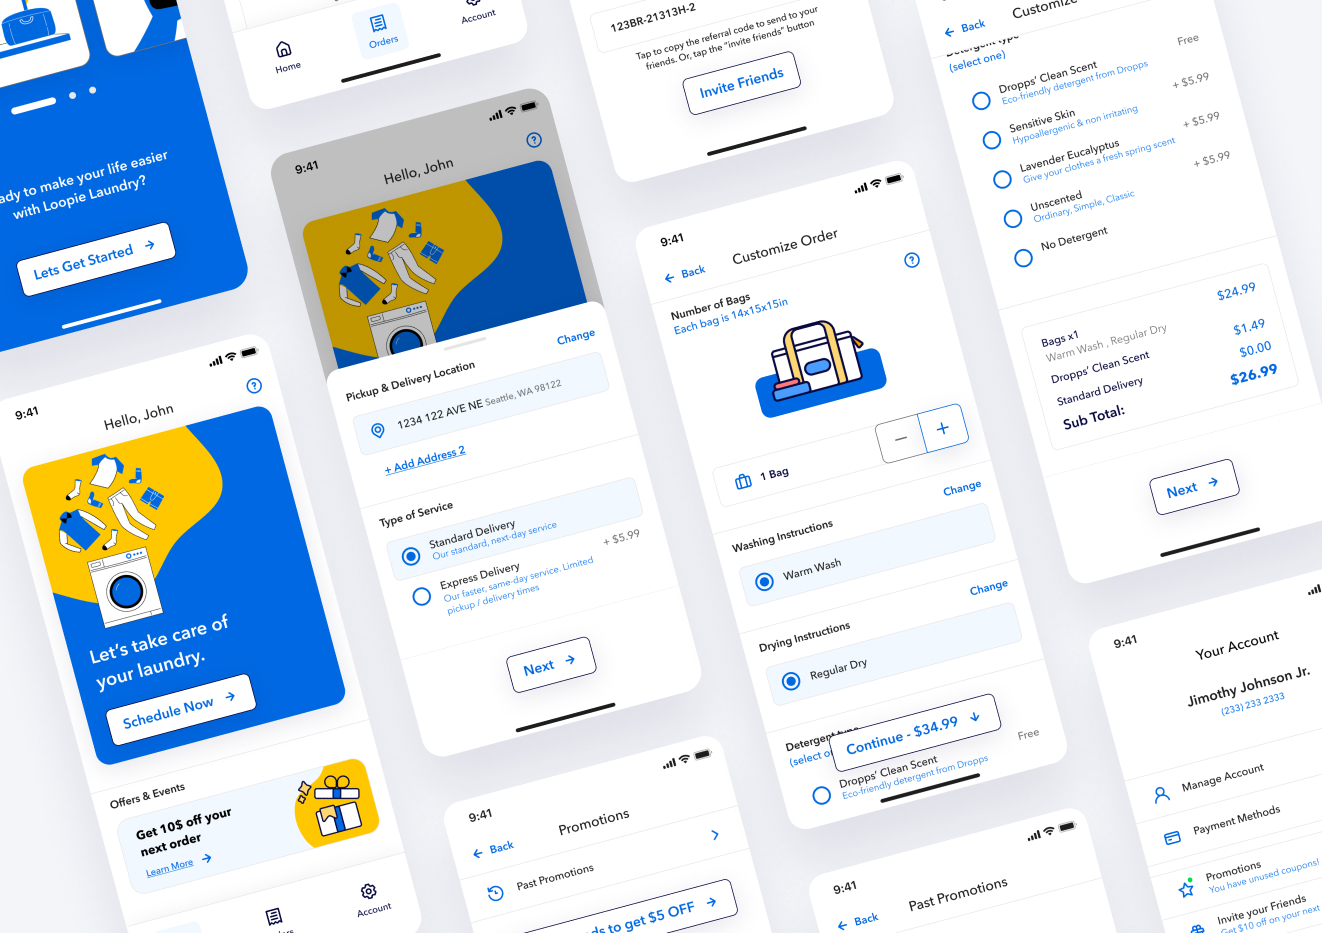 ady to make your life easier
with Loopie Laundry?
Lets Get Started
Home
Orders
Account
123BR-21313H-2
Tap to copy the referral code to send to your
friends. Or, tap the "invite friends" button
Invite Friends
Back
Customize
Detergent type
(select one)
Dropps' Clean Scent
Eco-friendly detergent from Dropps
Free
Sensitive Skin
Hypoallergenic & non irritating
+ $5.99
Lavender Eucalyptus
Give your clothes a fresh spring scent
+ $5.99
Unscented
Ordinary, Simple, Classic
+ $5.99
No Detergent
Bags x1
$24.99
Warm Wash , Regular Dry
Dropps' Clean Scent
$1.49
Standard Delivery
$0.00
Sub Total:
$26.99
Next
9:41
Hello, John
Pickup & Delivery Location
Change
1234 122 AVE NE Seattle, WA 98122
+ Add Address 2
Type of Service
Standard Delivery
Our standard, next-day service
Express Delivery
+ $5.99
Our faster, same-day service. Limited
pickup / delivery times
Next
9:41
Back
Customize Order
Number of Bags
Each bag is 14x15x15in
1 Bag
Washing Instructions
Change
Warm Wash
Drying Instructions
Change
Regular Dry
Detergent type
(select o
Continue - $34.99
Dropps' Clean Scent
Eco-friendly detergent from Dropps
Free
9:41
Hello, John
Let's take care of
your laundry.
Schedule Now
Offers & Events
Get 10$ off your
next order
Learn More
Account
9:41
Back
Promotions
Past Promotions
ds to get $5 OFF
9:41
Back
Past Promotions
9:41
Your Account
Jimothy Johnson Jr.
(233) 233 2333
Manage Account
Payment Methods
Promotions
You have unused coupons!
Invite your Friends
Get $10 off on your next